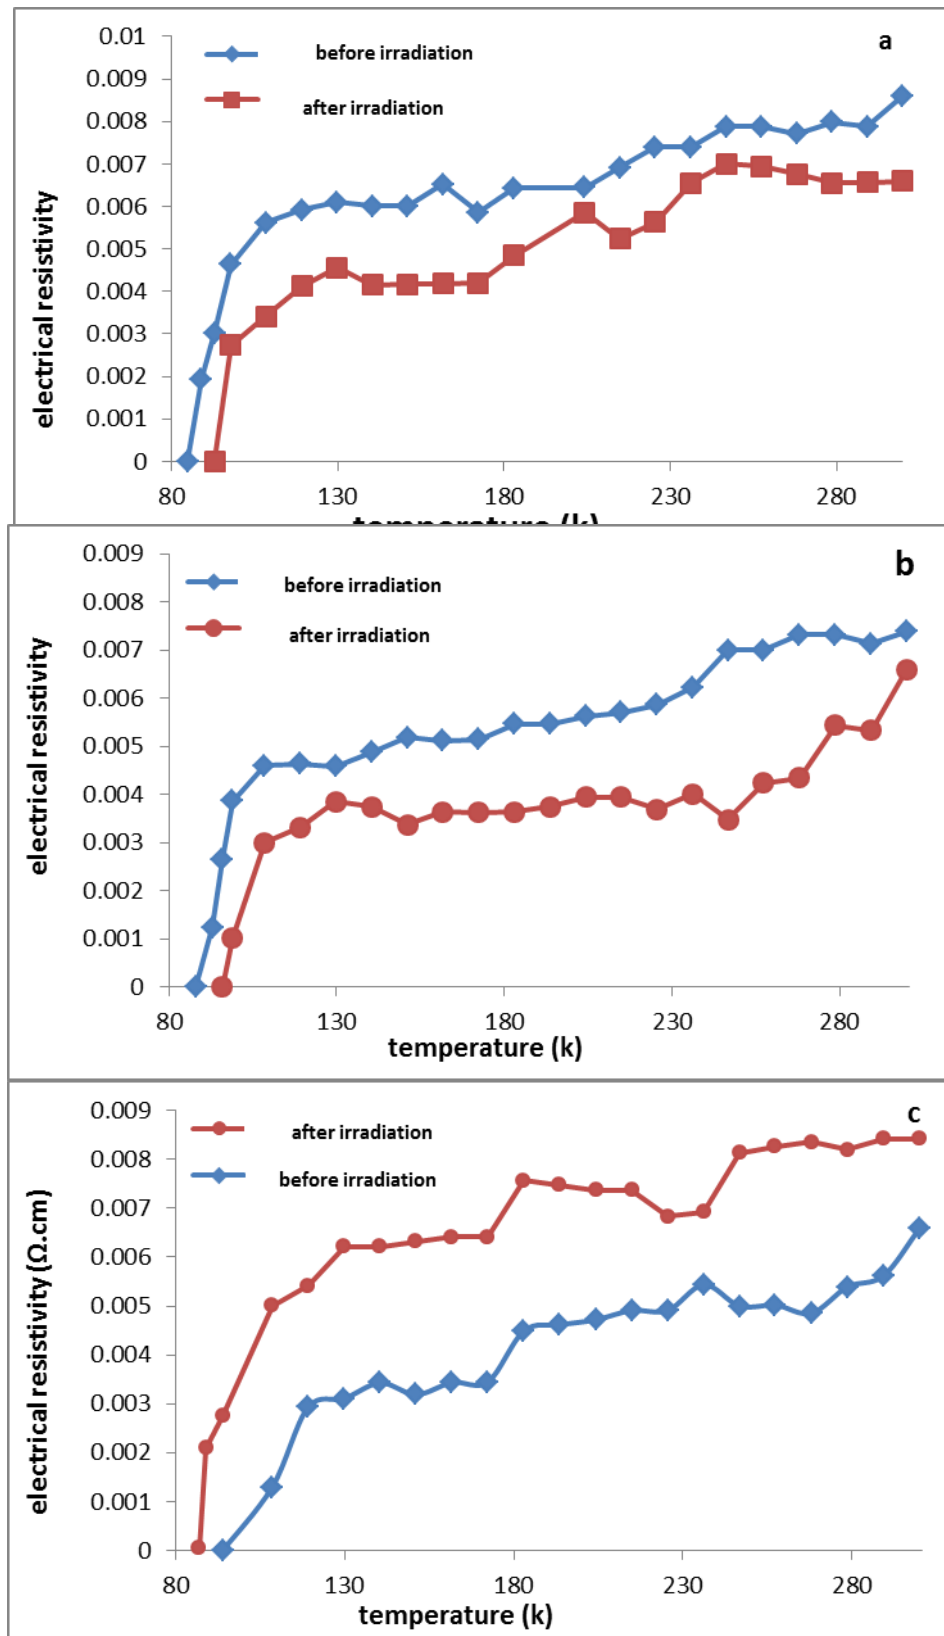 a
before irradiation
after irradiation
0.01
0.009
0.008
0.007
0.006
0.005
0.004
0.003
0.002
0.001
0
electrical resistivity
80 130 180 230 280
temperature (k)
b
before irradiation
after irradiation
0.009
0.008
0.007
0.006
0.005
0.004
0.003
0.002
0.001
0
electrical resistivity
80 130 180 230 280
temperature (k)
c
after irradiation
before irradiation
0.009
0.008
0.007
0.006
0.005
0.004
0.003
0.002
0.001
0
electrical resistivity (Ω.cm)
80 130 180 230 280
temperature (k)